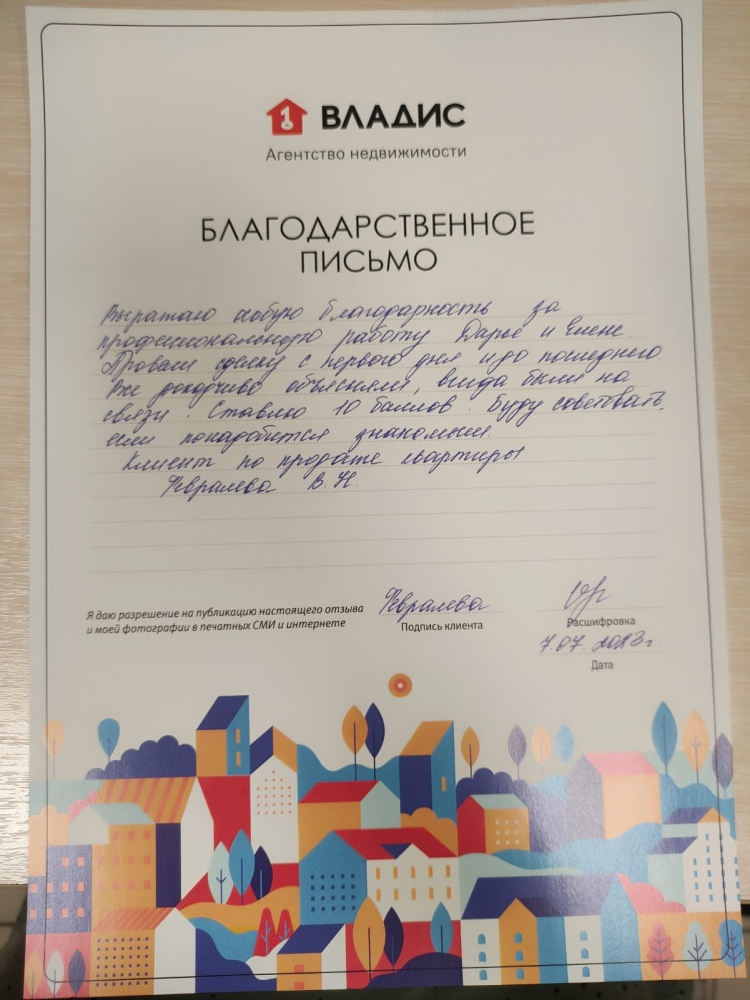 ВЛАДИС
Агентство недвижимости
БЛАГОДАРСТВЕННОЕ
ПИСЬМО
Выражаю особую благодарность за
профессиональную работу Дарье и Елене.
Провели сделку с первого дня и до последнего.
Все доходчиво объясняли, всегда были на
связи. Ставлю 10 баллов. Буду советовать,
если понадобится знакомым.
Клиент по продаже квартиры
Февралева В.Н.
Я даю разрешение на публикацию настоящего отзыва
и моей фотографии в печатных СМИ и интернете
Февралева
Подпись клиента
Расшифровка
7.07.2023г.
Дата